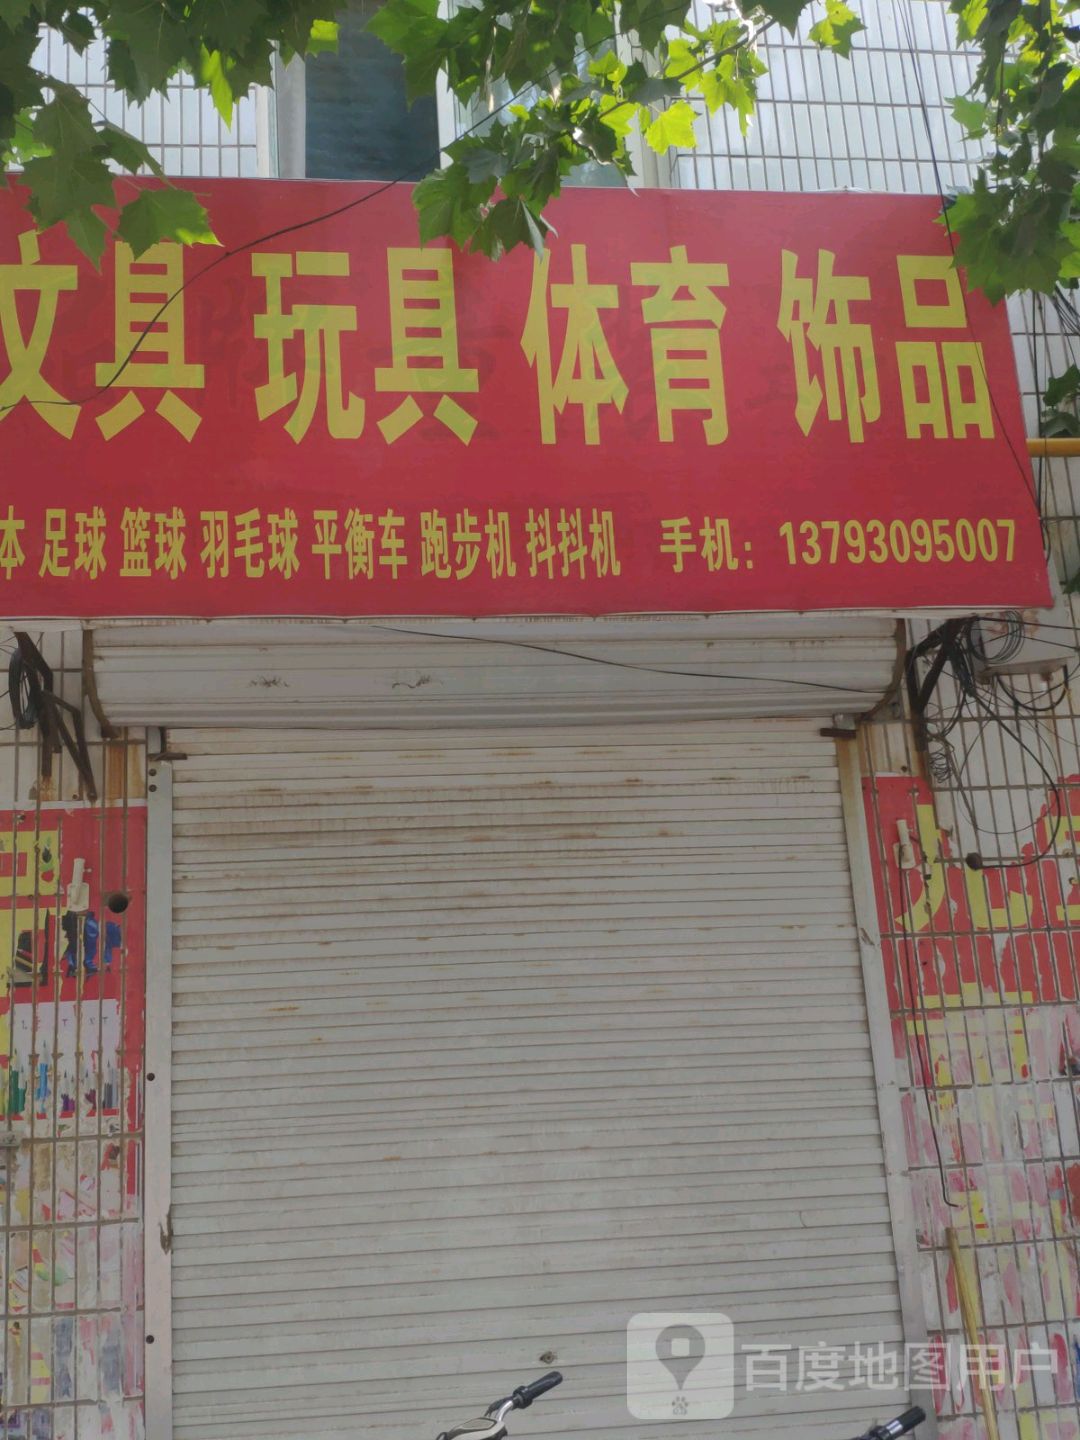 文具 玩具 体育 饰品
本 足球 篮球 羽毛球 平衡车 跑步机 抖抖机 手机：13793095007
百度地图用户